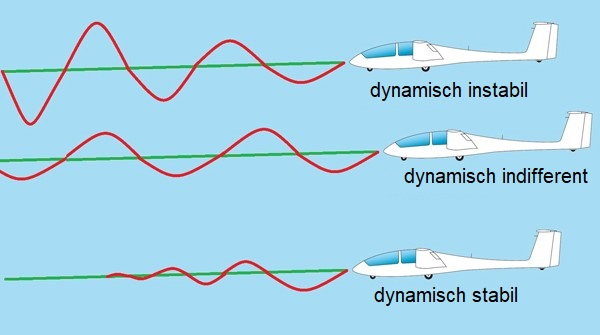 dynamisch instabil
dynamisch indifferent
dynamisch stabil